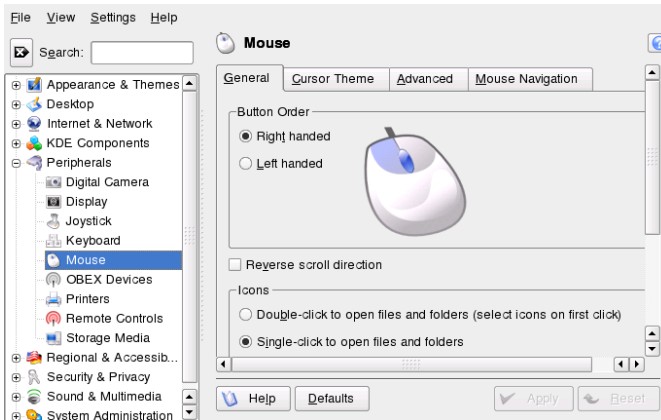 File View Settings Help
Search:
Appearance & Themes
Desktop
Internet & Network
KDE Components
Peripherals
Digital Camera
Display
Joystick
Keyboard
Mouse
OBEX Devices
Printers
Remote Controls
Storage Media
Regional & Accessib...
Security & Privacy
Sound & Multimedia
System Administration
Mouse
General Cursor Theme Advanced Mouse Navigation
Button Order
Right handed
Left handed
Reverse scroll direction
Icons
Double-click to open files and folders (select icons on first click)
Single-click to open files and folders
Help Defaults Apply Reset